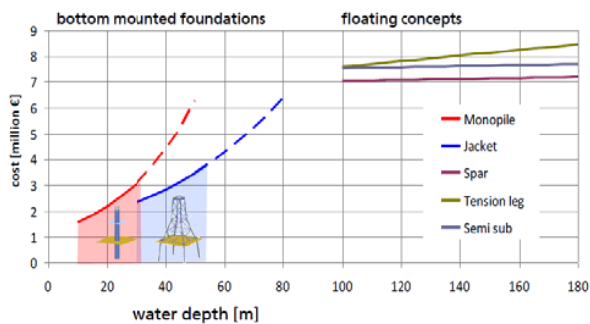 bottom mounted foundations
floating concepts
9
8
7
6
5
4
3
2
1
0
cost [million €]
Monopile
Jacket
Spar
Tension leg
Semi sub
0 20 40 60 80 100 120 140 160 180
water depth [m]